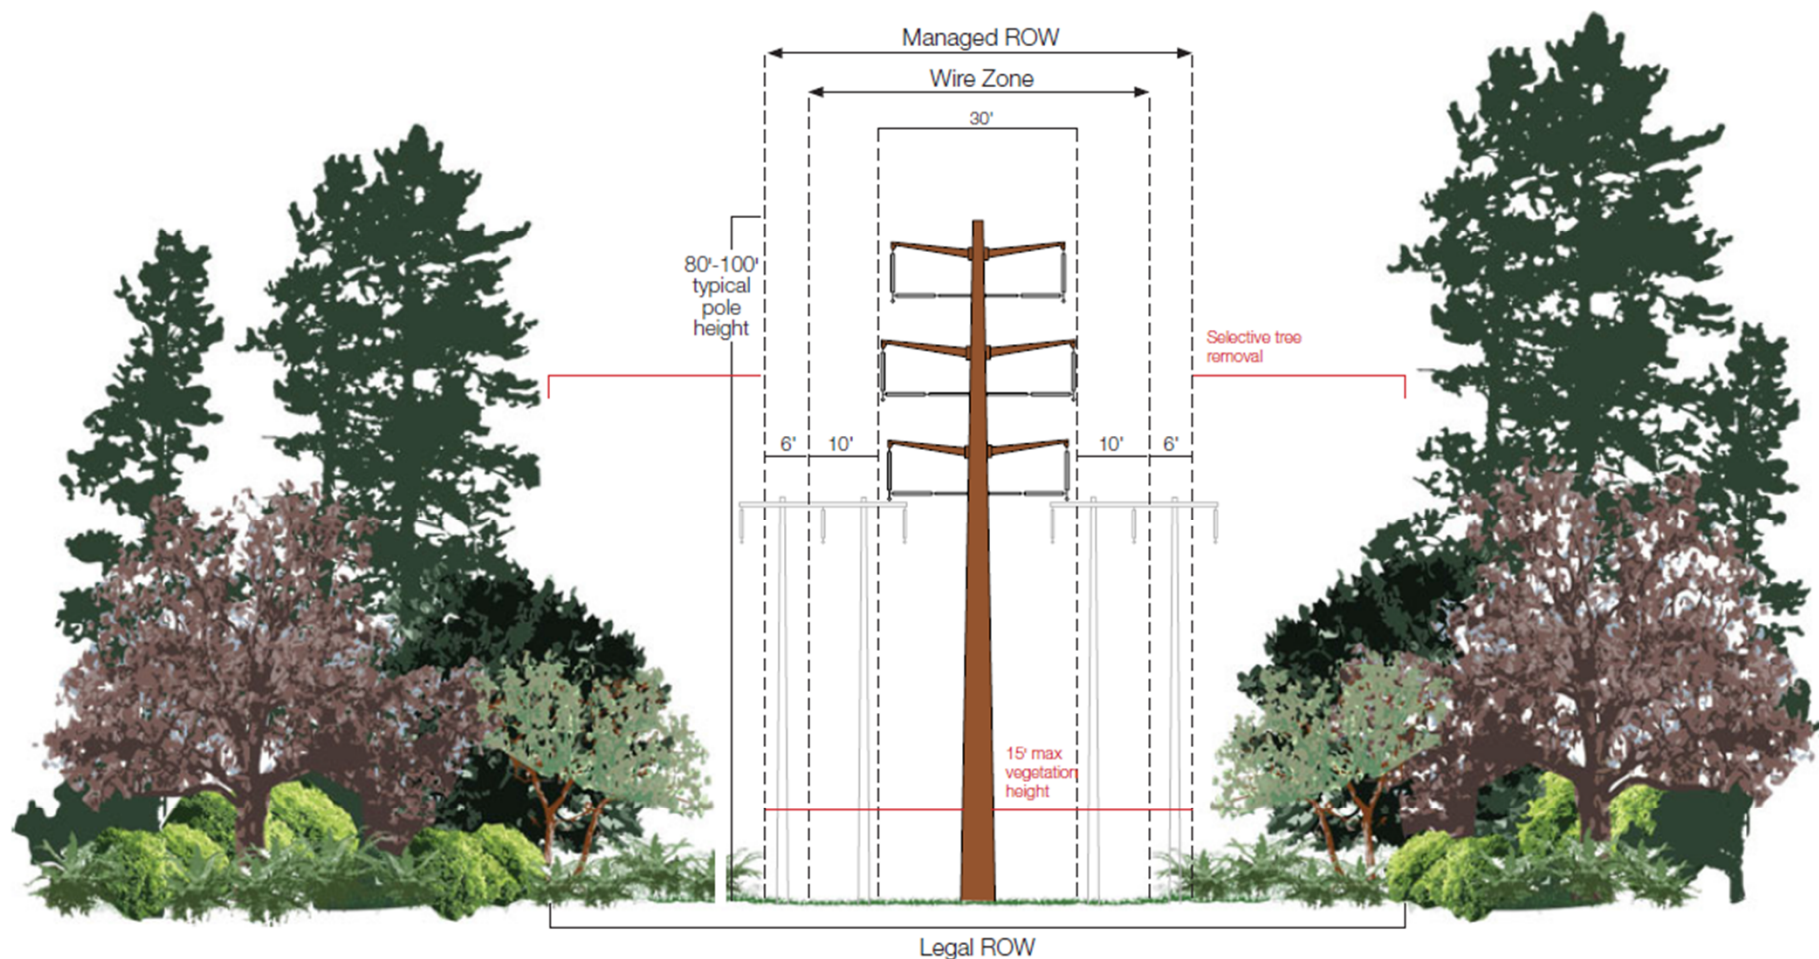 Managed ROW
Wire Zone
30'
80'-100'
typical
pole
height
Selective tree
removal
6'
10'
10'
6'
15' max
vegetation
height
Legal ROW